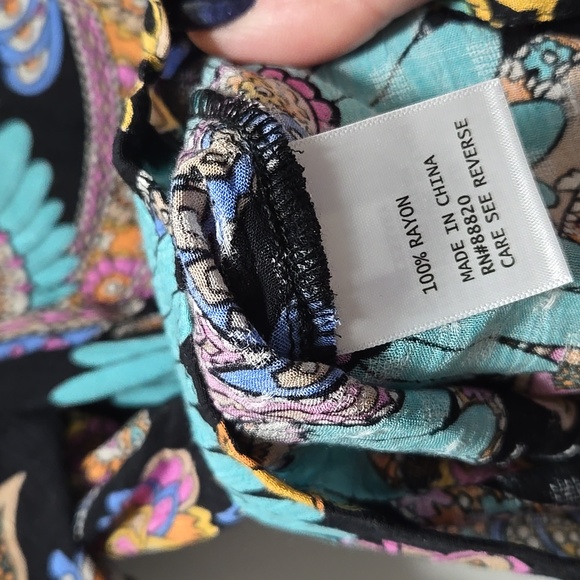 100% RAYON
MADE IN CHINA
RN#88820
CARE SEE REVERSE